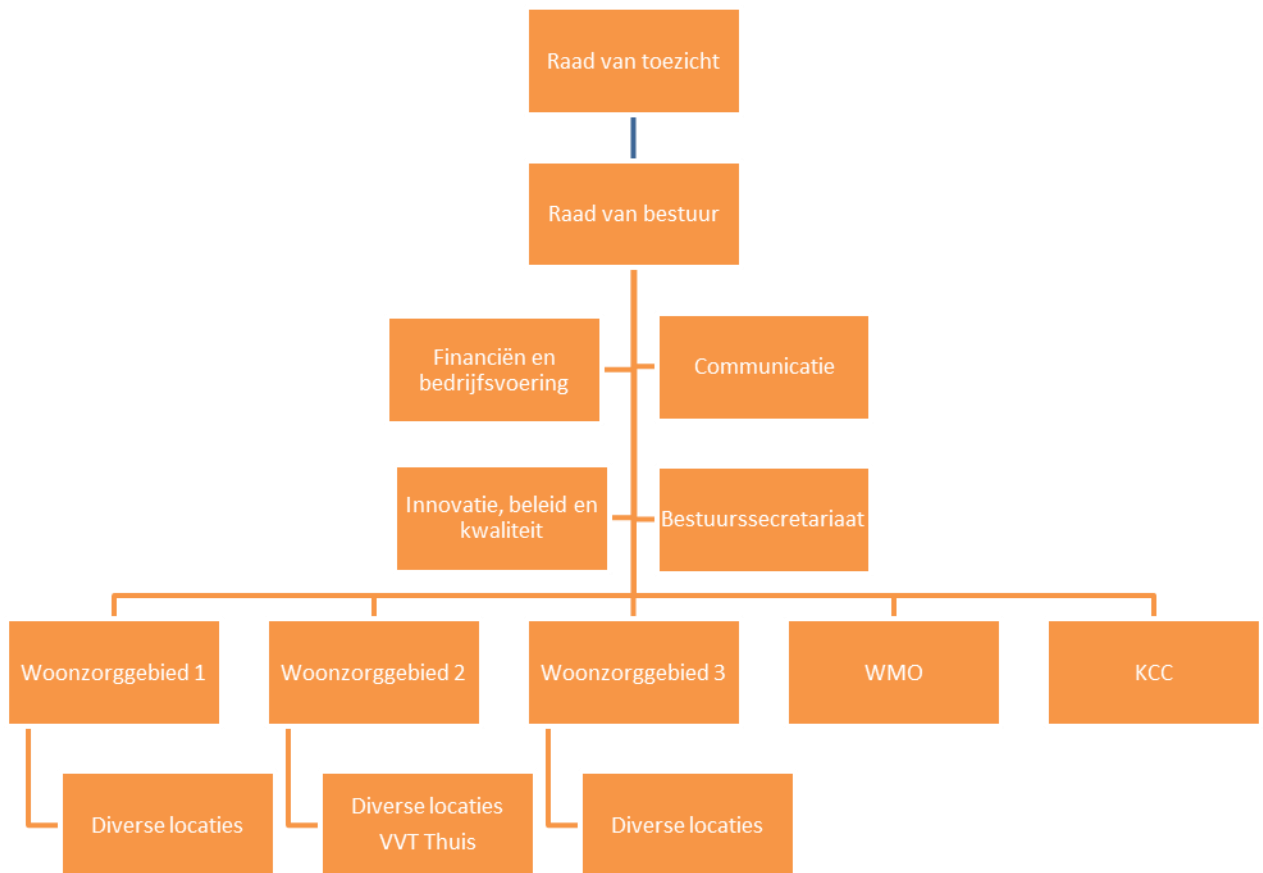 Raad van toezicht
Raad van bestuur
Financiën en
bedrijfsvoering
Communicatie
Innovatie, beleid en
kwaliteit
Bestuurssecretariaat
Woonzorggebied 1
Woonzorggebied 2
Woonzorggebied 3
WMO
KCC
Diverse locaties
Diverse locaties
VVT Thuis
Diverse locaties